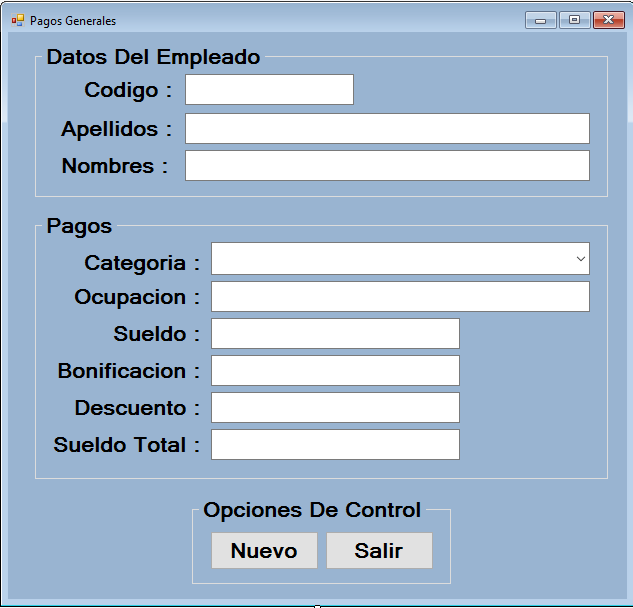 Pagos Generales
Datos Del Empleado
Codigo :
Apellidos :
Nombres :
Pagos
Categoria :
Ocupacion :
Sueldo :
Bonificacion :
Descuento :
Sueldo Total :
Opciones De Control
Nuevo Salir